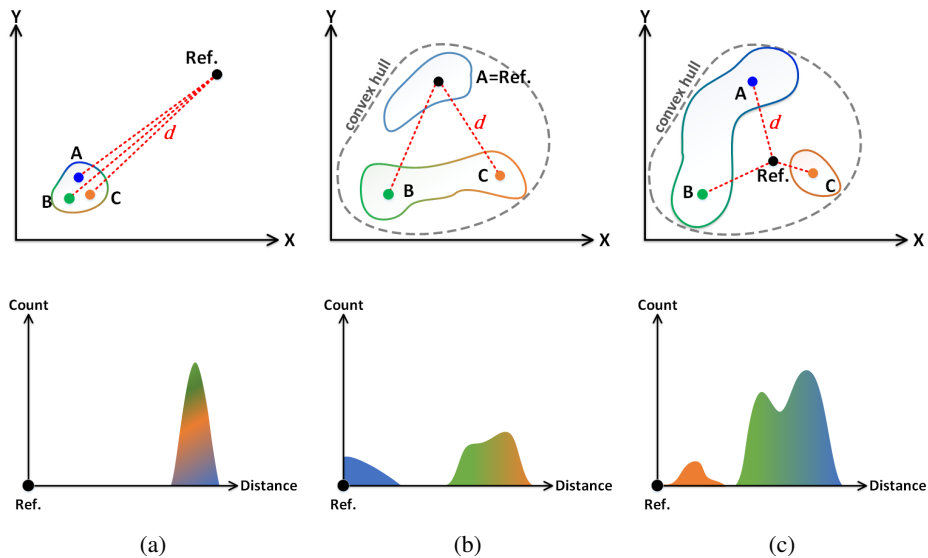 Y
Ref.
d
A
B
C
X
Y
convex hull
A=Ref.
d
B
C
X
Y
convex hull
A
d
Ref.
B
C
X
Count
Distance
Ref.
Count
Distance
Ref.
Count
Distance
Ref.
(a)
(b)
(c)